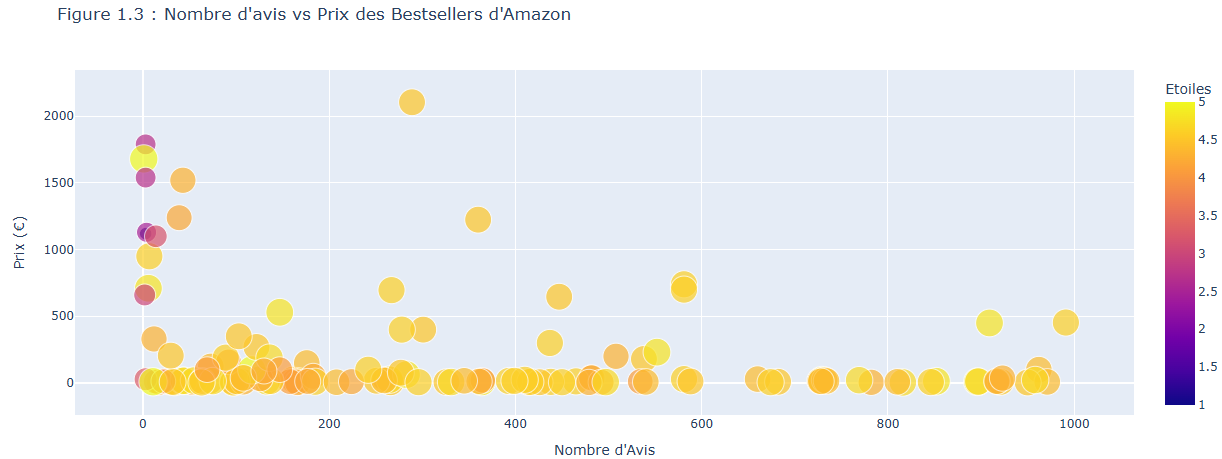 Figure 1.3 : Nombre d'avis vs Prix des Bestsellers d'Amazon
Etoiles
5
4.5
4
3.5
3
2.5
2
1.5
1
Prix (€)
2000
1500
1000
500
0
0 200 400 600 800 1000
Nombre d'Avis